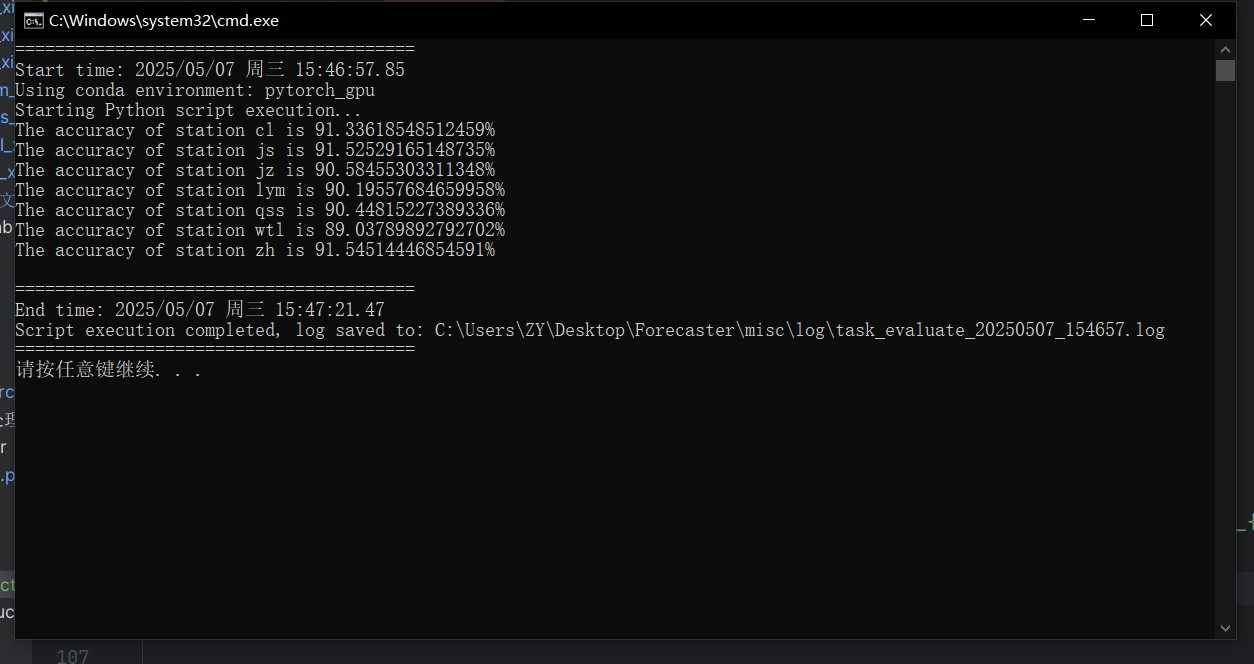 C:\Windows\system32\cmd.exe
========================================
Start time: 2025/05/07 周三 15:46:57.85
Using conda environment: pytorch_gpu
Starting Python script execution...
The accuracy of station cl is 91.33618548512459%
The accuracy of station js is 91.52529165148735%
The accuracy of station jz is 90.58455303311348%
The accuracy of station lym is 90.19557684659958%
The accuracy of station qss is 90.44815227389336%
The accuracy of station wtl is 89.03789892792702%
The accuracy of station zh is 91.54514446854591%
========================================
End time: 2025/05/07 周三 15:47:21.47
Script execution completed, log saved to: C:\Users\ZY\Desktop\Forecaster\misc\log\task_evaluate_20250507_154657.log
========================================
请按任意键继续. . .
107